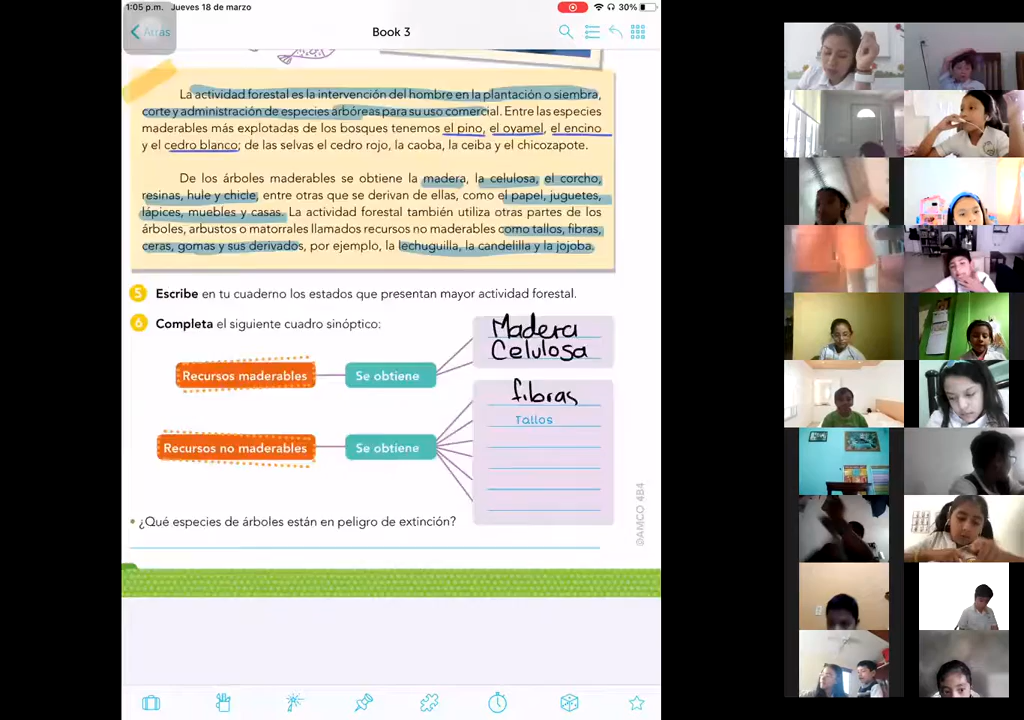 1:05 p.m. Jueves 18 de marzo
30%
Atrás
Book 3
La actividad forestal es la intervención del hombre en la plantación o siembra,
corte y administración de especies arbóreas para su uso comercial. Entre las especies
maderables más explotadas de los bosques tenemos el pino, el oyamel, el encino
y el cedro blanco; de las selvas el cedro rojo, la caoba, la ceiba y el chicozapote.
De los árboles maderables se obtiene la madera, la celulosa, el corcho,
resinas, hule y chicle, entre otras que se derivan de ellas, como el papel, juguetes,
lápices, muebles y casas. La actividad forestal también utiliza otras partes de los
árboles, arbustos o matorrales llamados recursos no maderables como tallos, fibras,
ceras, gomas y sus derivados, por ejemplo, la lechuguilla, la candelilla y la jojoba.
5 Escribe en tu cuaderno los estados que presentan mayor actividad forestal.
6 Completa el siguiente cuadro sinóptico:
Madera
Celulosa
Recursos maderables
Se obtiene
fibras
Tallos
Recursos no maderables
Se obtiene
• ¿Qué especies de árboles están en peligro de extinción?
©AMCO 4B4